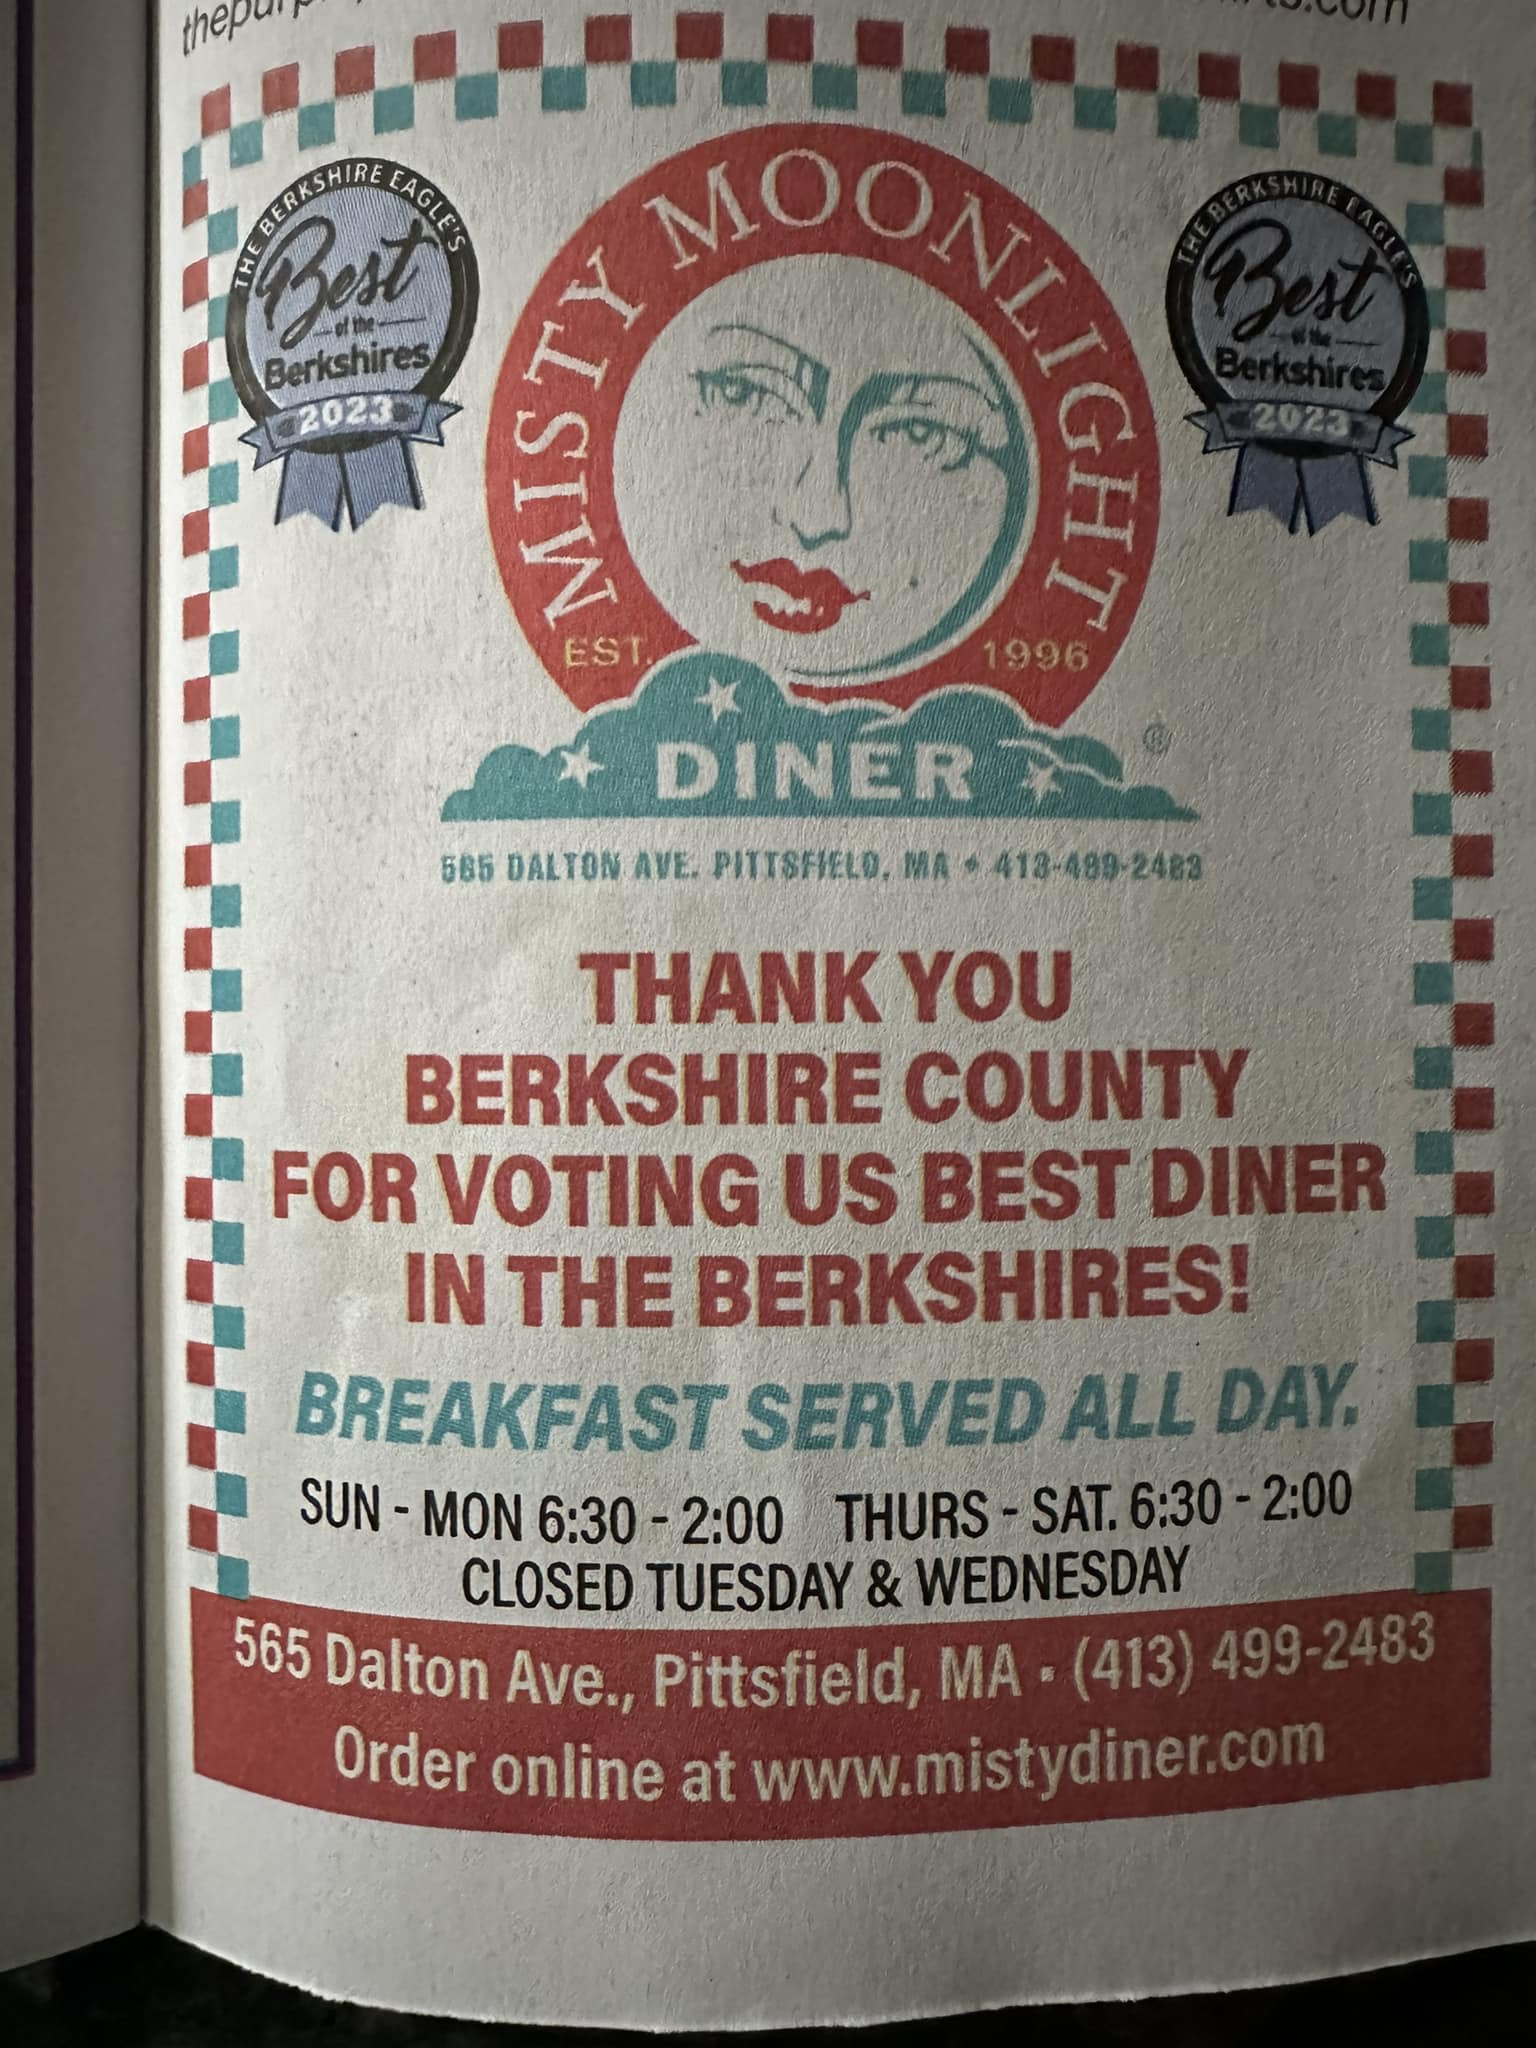 THE BERKSHIRE EAGLE'S
Best
of the
Berkshires
2023
THE BERKSHIRE EAGLE'S
Best
of the
Berkshires
2023
MISTY MOONLIGHT
EST. 1996
DINER ®
565 DALTON AVE. PITTSFIELD, MA • 413-499-2483
THANK YOU
BERKSHIRE COUNTY
FOR VOTING US BEST DINER
IN THE BERKSHIRES!
BREAKFAST SERVED ALL DAY.
SUN - MON 6:30 - 2:00 THURS - SAT. 6:30 - 2:00
CLOSED TUESDAY & WEDNESDAY
565 Dalton Ave., Pittsfield, MA • (413) 499-2483
Order online at www.mistydiner.com